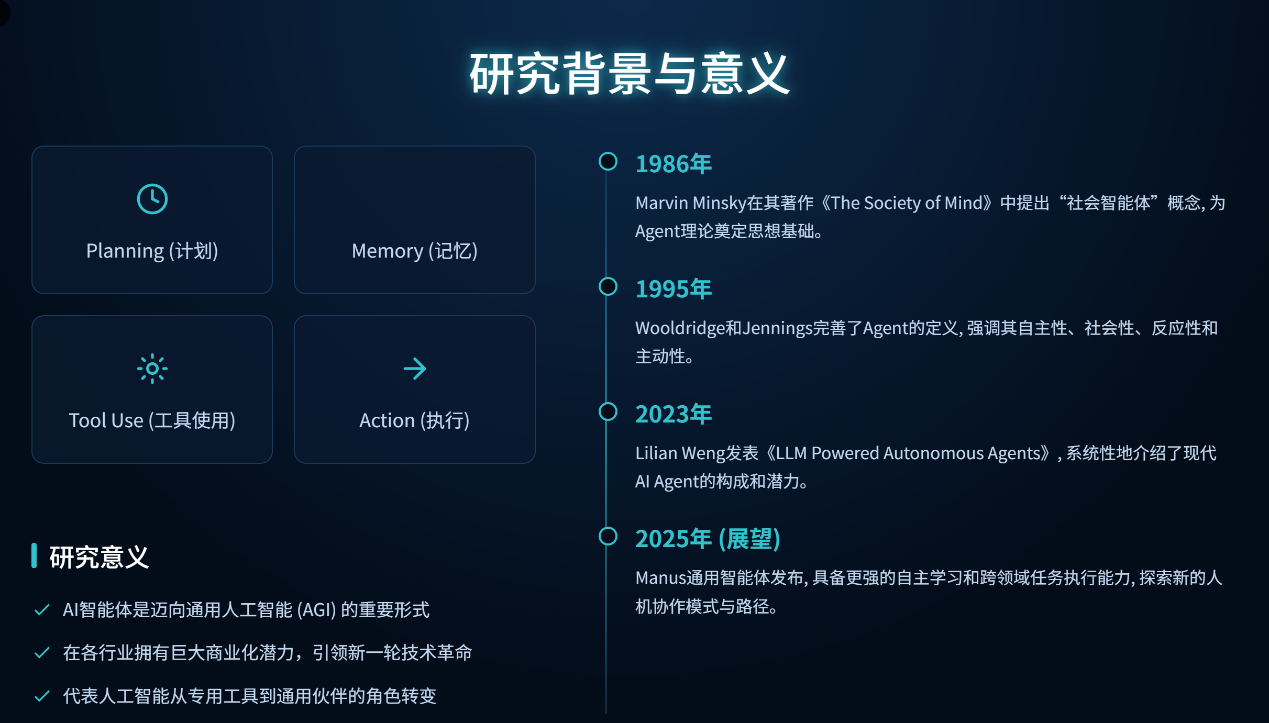 研究背景与意义
Planning (计划)
Memory (记忆)
Tool Use (工具使用)
Action (执行)
研究意义
AI智能体是迈向通用人工智能 (AGI) 的重要形式
在各行业拥有巨大商业化潜力，引领新一轮技术革命
代表人工智能从专用工具到通用伙伴的角色转变
1986年
Marvin Minsky在其著作《The Society of Mind》中提出“社会智能体”概念, 为
Agent理论奠定思想基础。
1995年
Wooldridge和Jennings完善了Agent的定义, 强调其自主性、社会性、反应性和
主动性。
2023年
Lilian Weng发表《LLM Powered Autonomous Agents》, 系统性地介绍了现代
AI Agent的构成和潜力。
2025年 (展望)
Manus通用智能体发布, 具备更强的自主学习和跨领域任务执行能力, 探索新的人
机协作模式与路径。